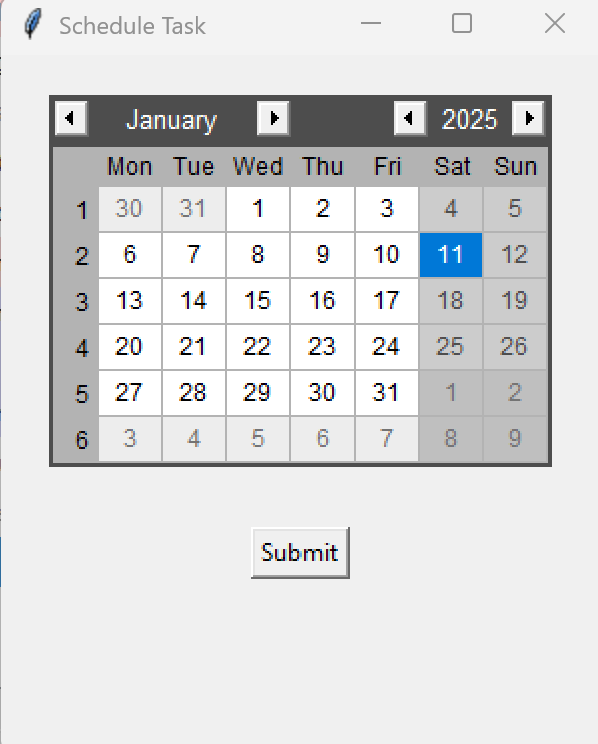 Schedule Task
January 2025
Mon Tue Wed Thu Fri Sat Sun
1 30 31 1 2 3 4 5
2 6 7 8 9 10 11 12
3 13 14 15 16 17 18 19
4 20 21 22 23 24 25 26
5 27 28 29 30 31 1 2
6 3 4 5 6 7 8 9
Submit